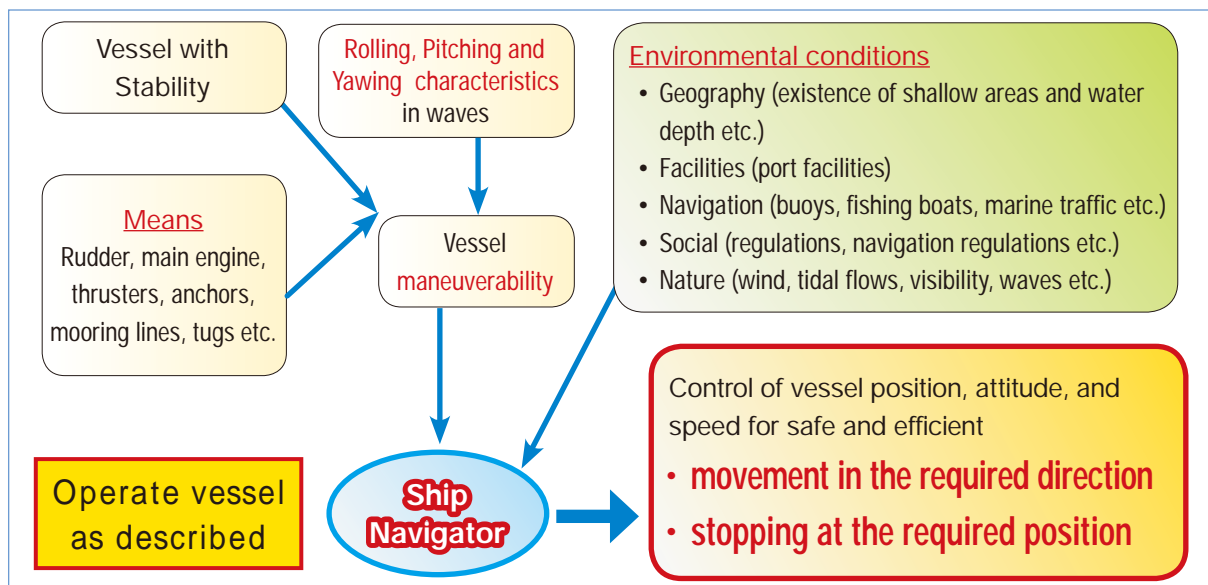 Vessel with
Stability
Rolling, Pitching and
Yawing characteristics
in waves
Environmental conditions
• Geography (existence of shallow areas and water
depth etc.)
• Facilities (port facilities)
• Navigation (buoys, fishing boats, marine traffic etc.)
• Social (regulations, navigation regulations etc.)
• Nature (wind, tidal flows, visibility, waves etc.)
Means
Rudder, main engine,
thrusters, anchors,
mooring lines, tugs etc.
Vessel
maneuverability
Control of vessel position, attitude, and
speed for safe and efficient
• movement in the required direction
• stopping at the required position
Operate vessel
as described
Ship
Navigator